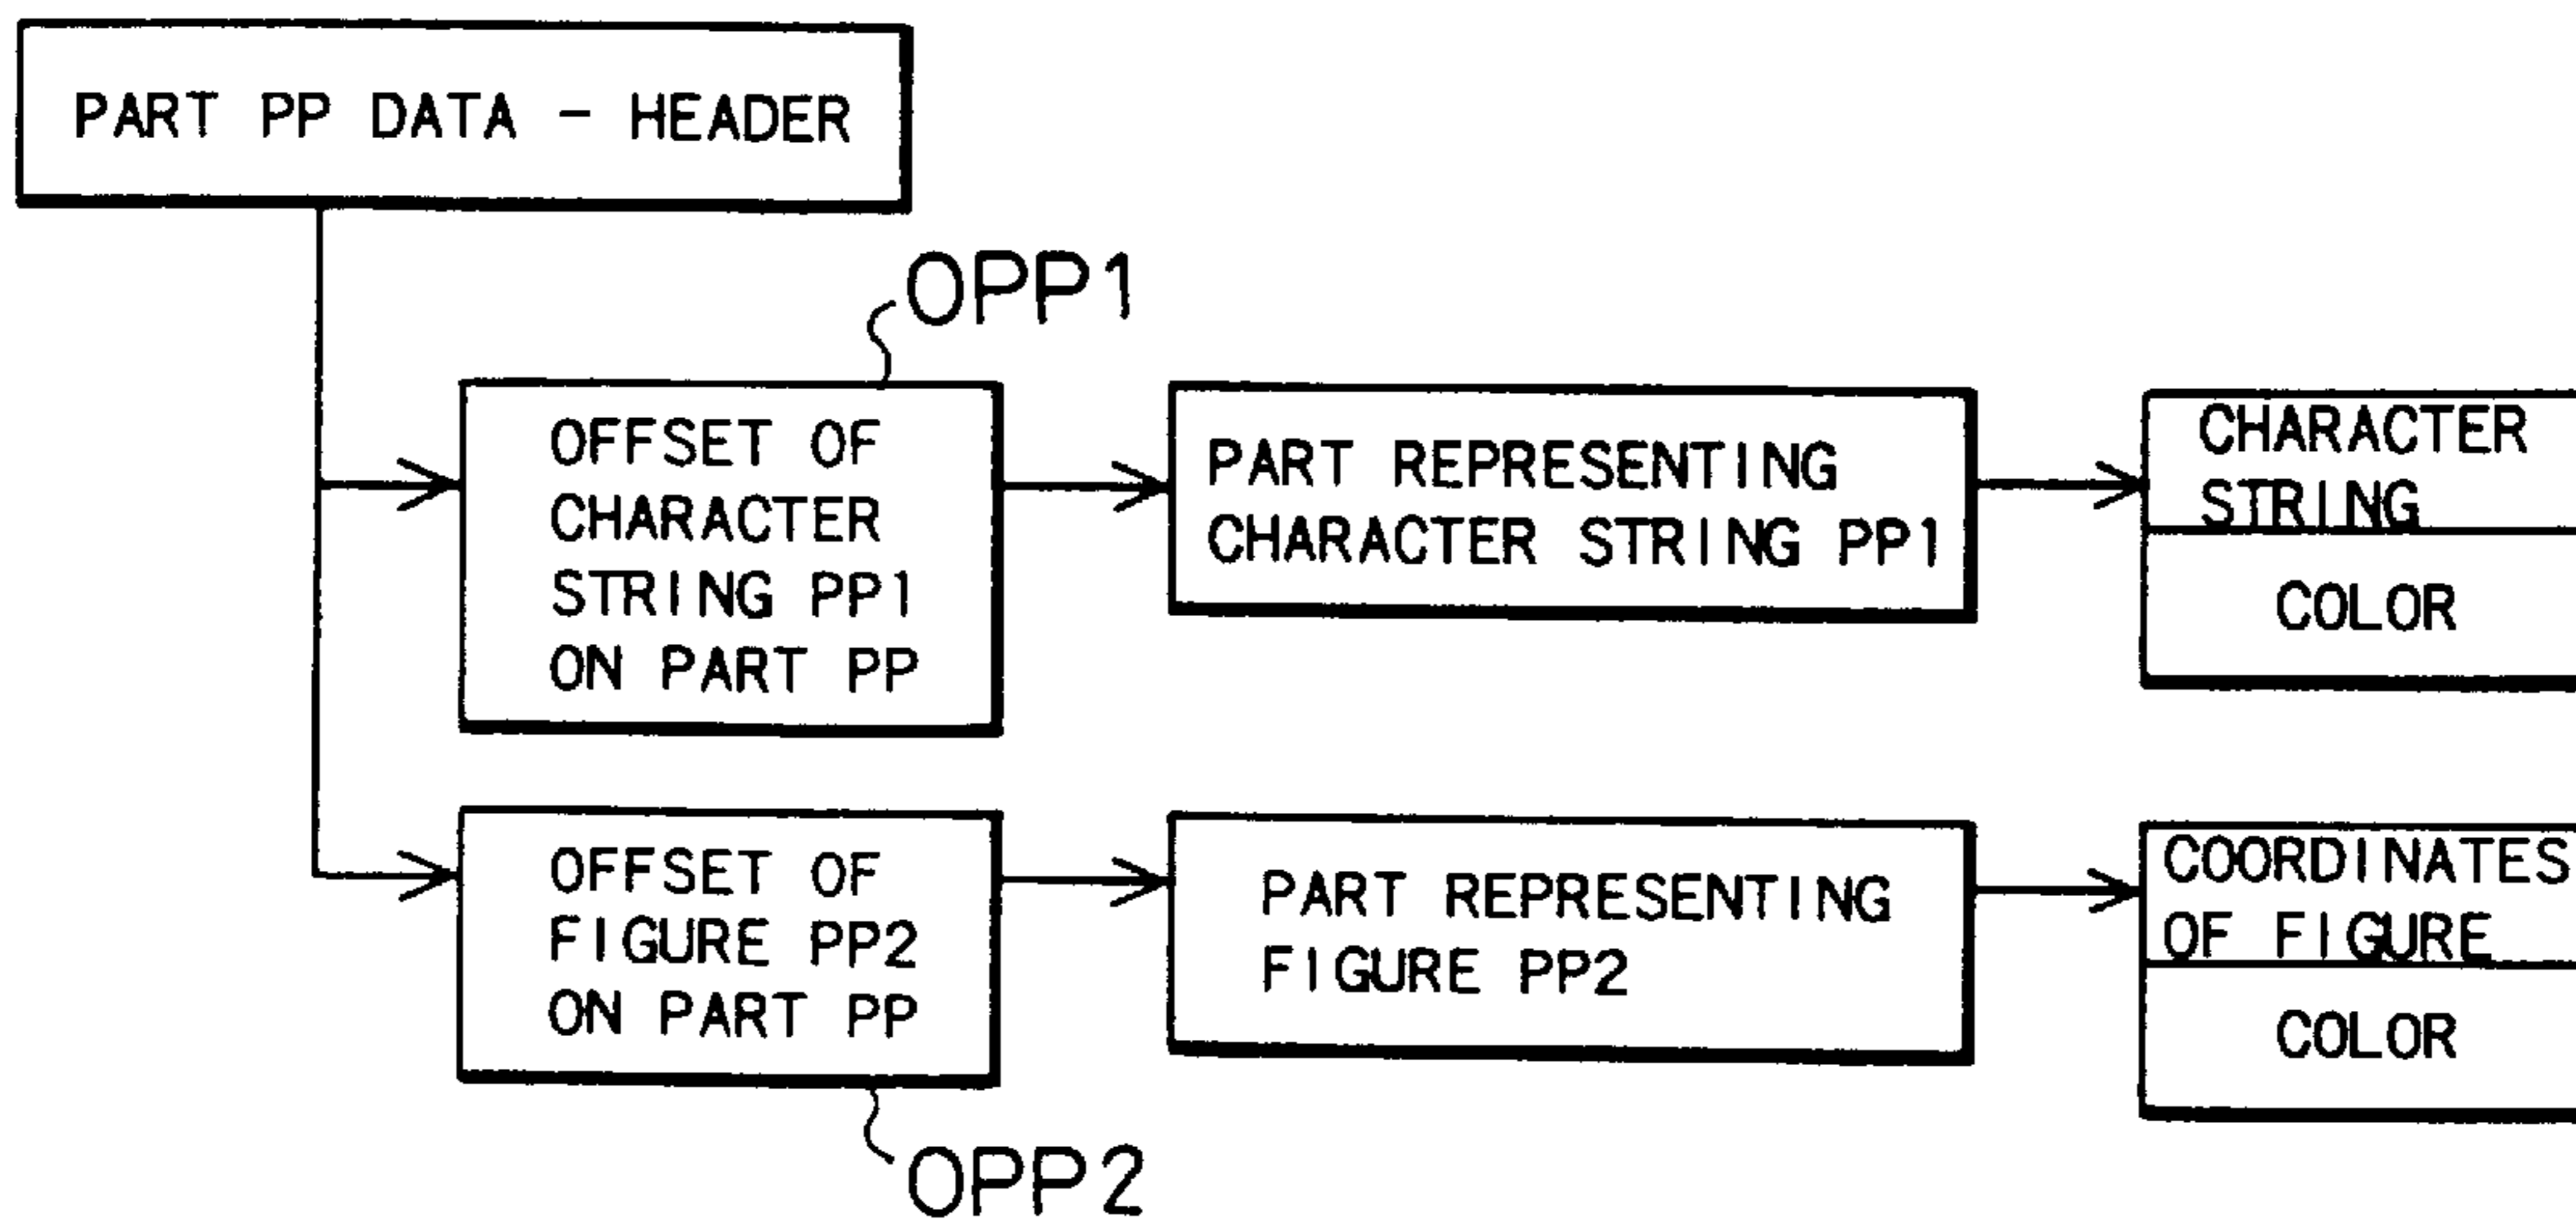 PART PP DATA - HEADER
OPP1
OFFSET OF
CHARACTER
STRING PP1
ON PART PP
PART REPRESENTING
CHARACTER STRING PP1
CHARACTER
STRING
COLOR
OFFSET OF
FIGURE PP2
ON PART PP
PART REPRESENTING
FIGURE PP2
COORDINATES
OF FIGURE
COLOR
OPP2